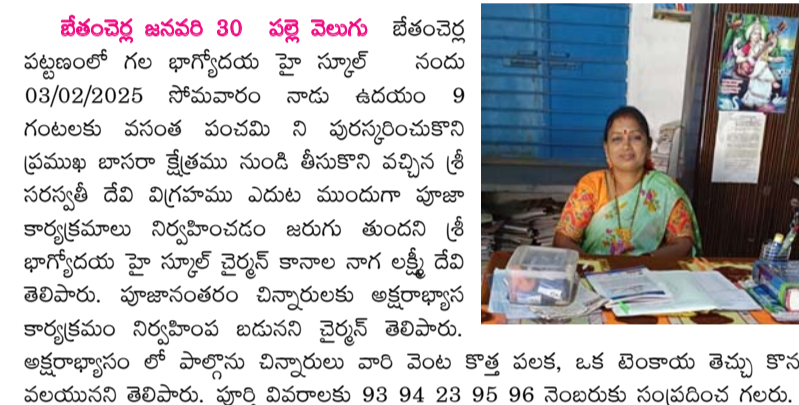 బేతంచెర్ల జనవరి 30 పల్లె వెలుగు బేతంచెర్ల
పట్టణంలో గల భాగ్యోదయ హై స్కూల్ నందు
03/02/2025 సోమవారం నాడు ఉదయం 9
గంటలకు వసంత పంచమి ని పురస్కరించుకొని
ప్రముఖ బాసరా క్షేత్రము నుండి తీసుకొని వచ్చిన శ్రీ
సరస్వతీ దేవి విగ్రహము ఎదుట ముందుగా పూజా
కార్యక్రమాలు నిర్వహించడం జరుగు తుందని శ్రీ
భాగ్యోదయ హై స్కూల్ చైర్మన్ కానాల నాగ లక్ష్మీ దేవి
తెలిపారు. పూజానంతరం చిన్నారులకు అక్షరాభ్యాస
కార్యక్రమం నిర్వహింప బడునని చైర్మన్ తెలిపారు.
అక్షరాభ్యాసం లో పాల్గొను చిన్నారులు వారి వెంట కొత్త పలక, ఒక టెంకాయ తెచ్చు కొన
వలయునని తెలిపారు. పూర్తి వివరాలకు 93 94 23 95 96 నెంబరుకు సంప్రదించ గలరు.